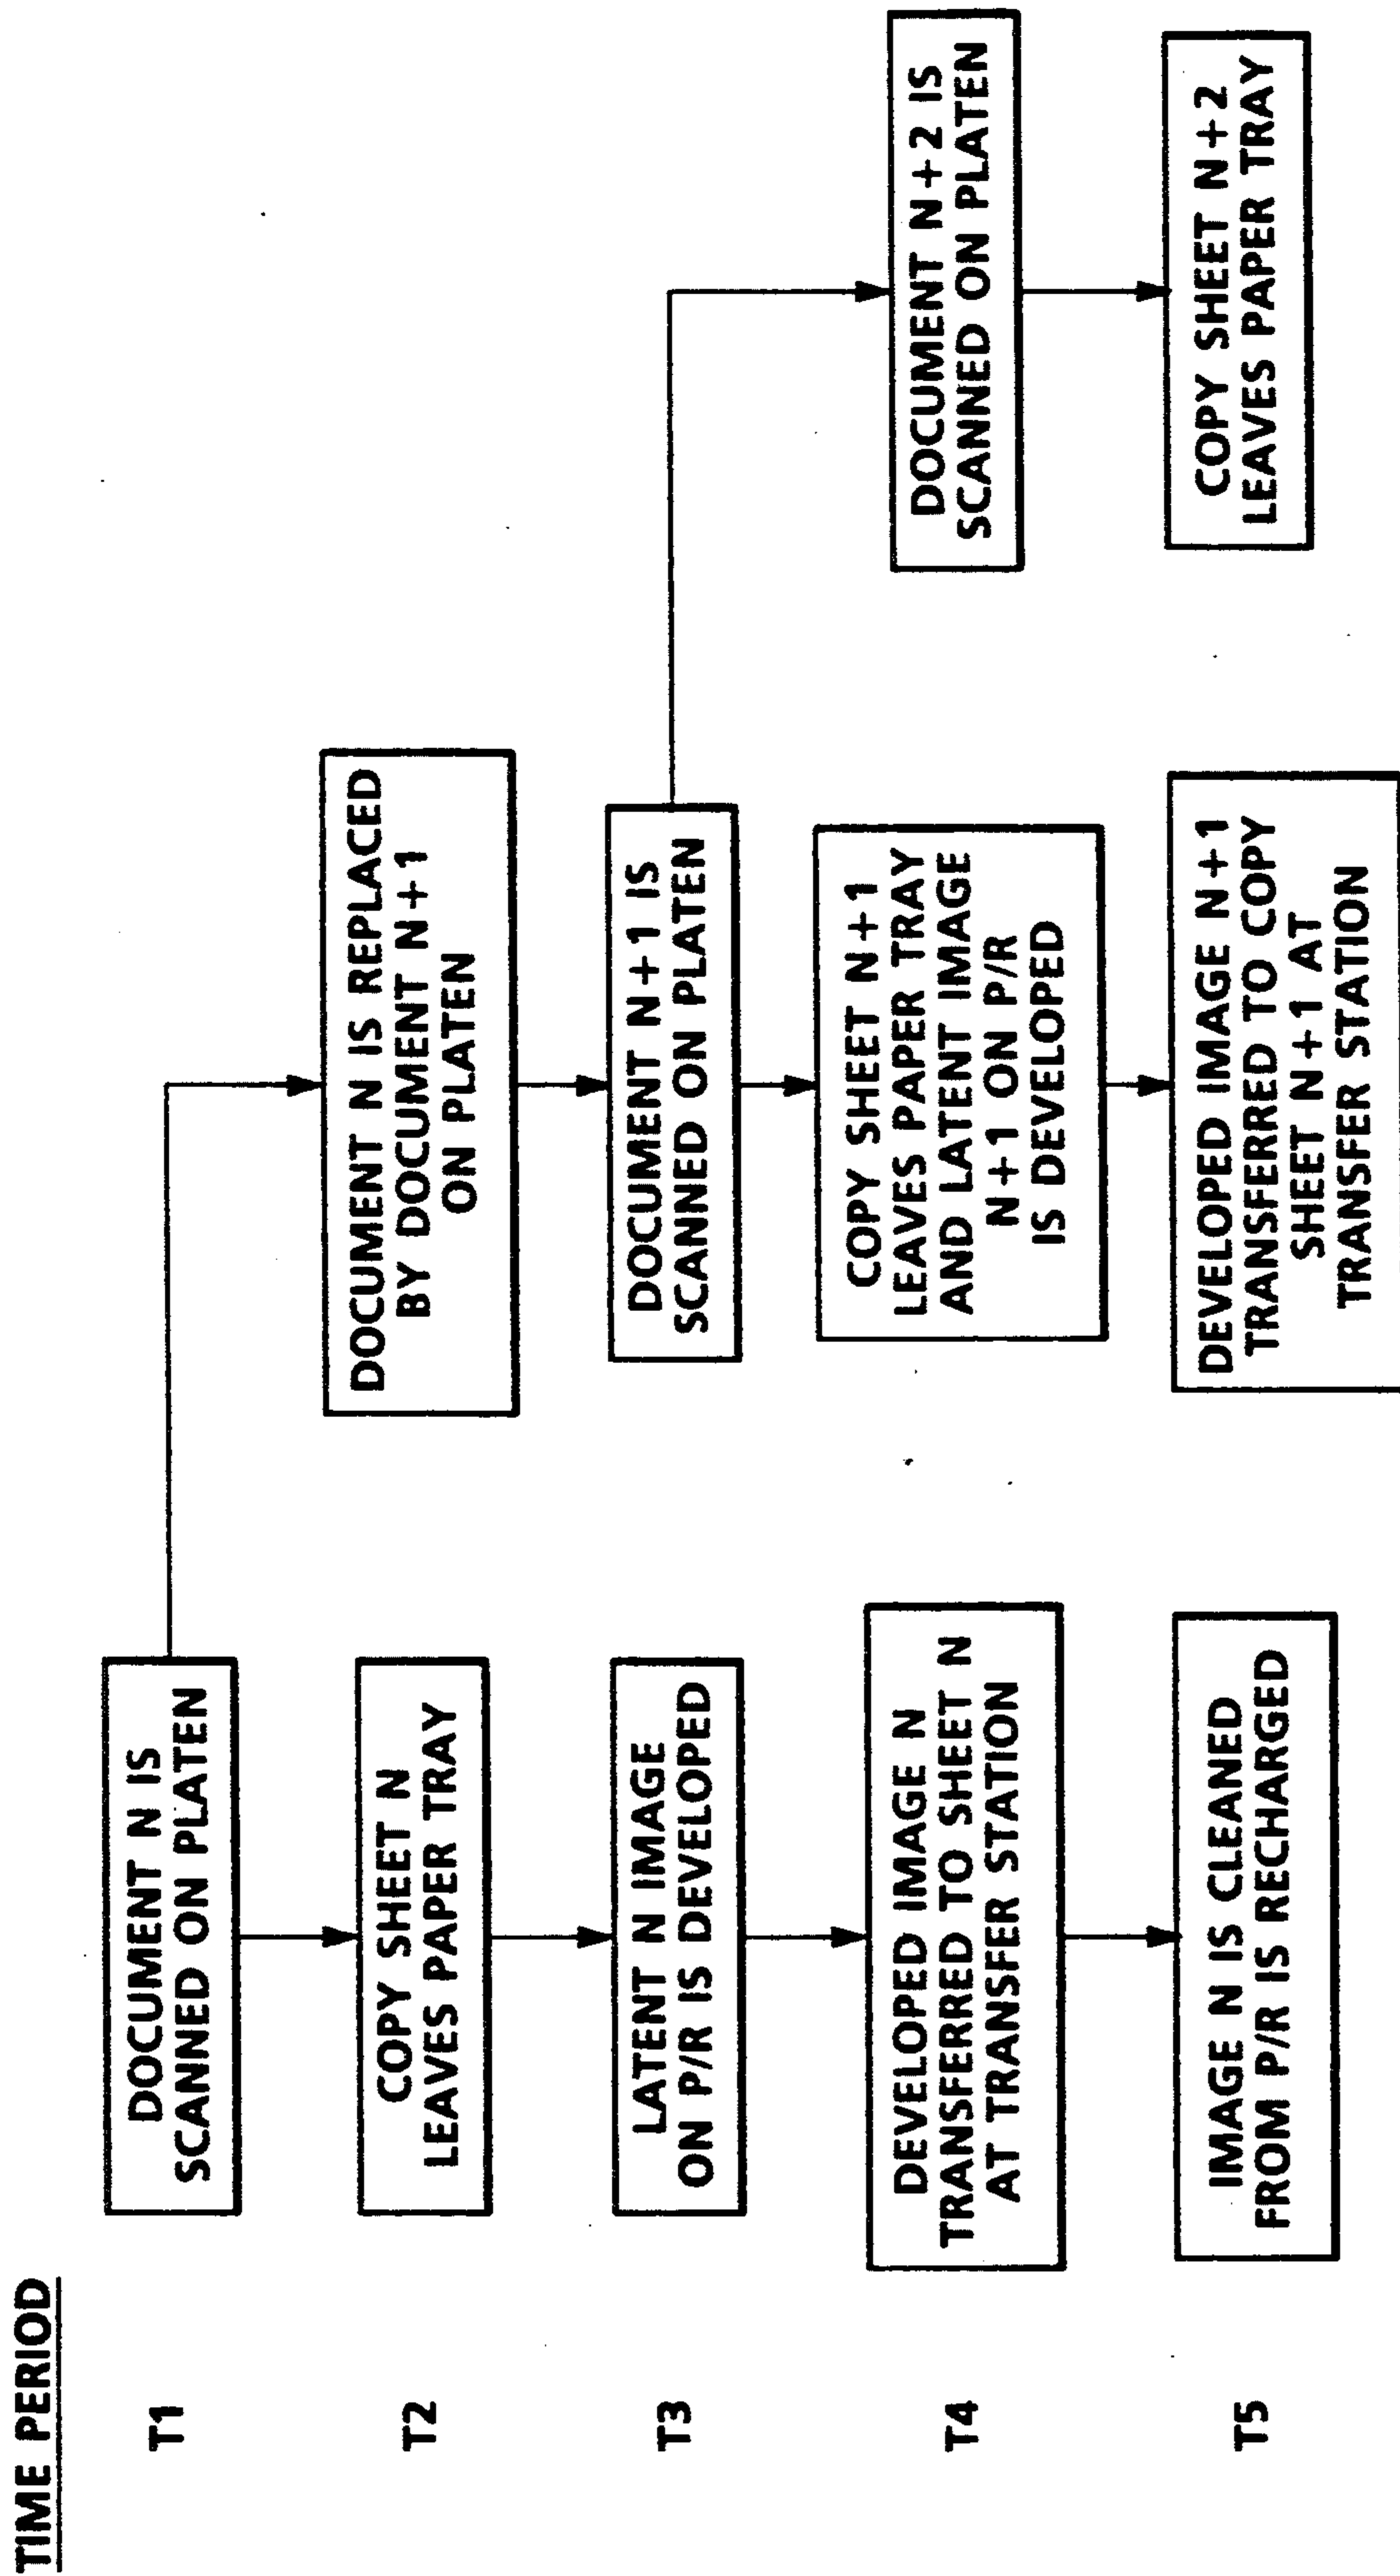 TIME PERIOD
T1
DOCUMENT N IS
SCANNED ON PLATEN
T2
COPY SHEET N
LEAVES PAPER TRAY
DOCUMENT N IS REPLACED
BY DOCUMENT N+1
ON PLATEN
T3
LATENT N IMAGE
ON P/R IS DEVELOPED
DOCUMENT N+1 IS
SCANNED ON PLATEN
T4
DEVELOPED IMAGE N
TRANSFERRED TO SHEET N
AT TRANSFER STATION
COPY SHEET N+1
LEAVES PAPER TRAY
AND LATENT IMAGE
N+1 ON P/R
IS DEVELOPED
DOCUMENT N+2 IS
SCANNED ON PLATEN
T5
IMAGE N IS CLEANED
FROM P/R IS RECHARGED
DEVELOPED IMAGE N+1
TRANSFERRED TO COPY
SHEET N+1 AT
TRANSFER STATION
COPY SHEET N+2
LEAVES PAPER TRAY